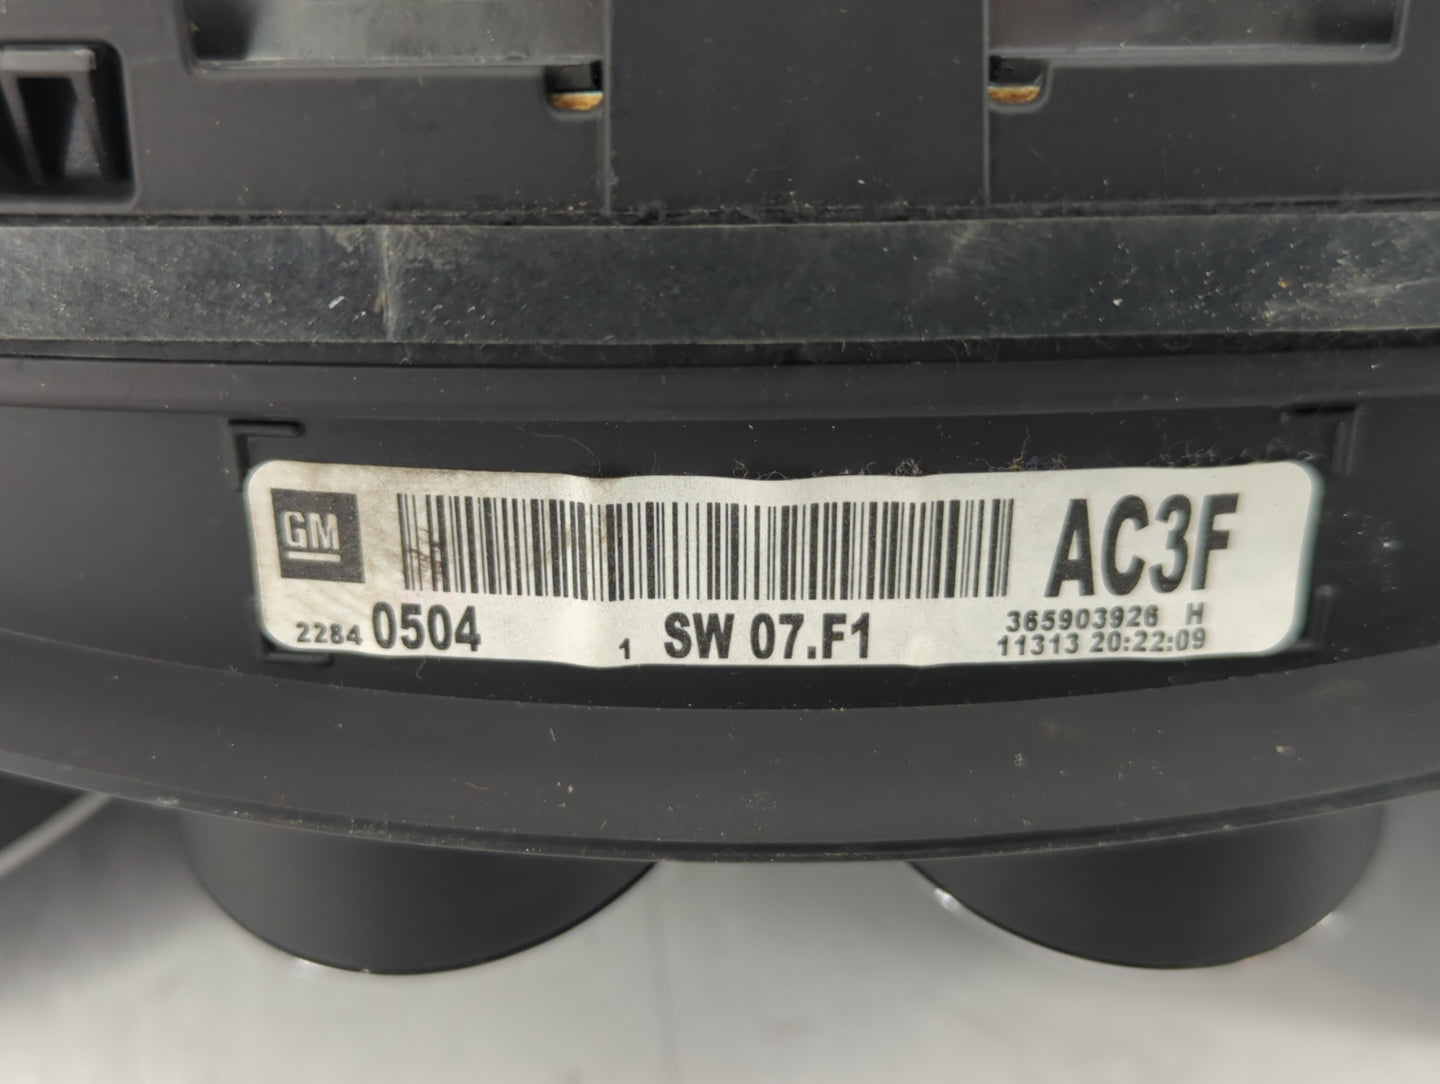 GM
AC3F
2284 0504
1 SW 07.F1
365903926 H
11313 20:22:09